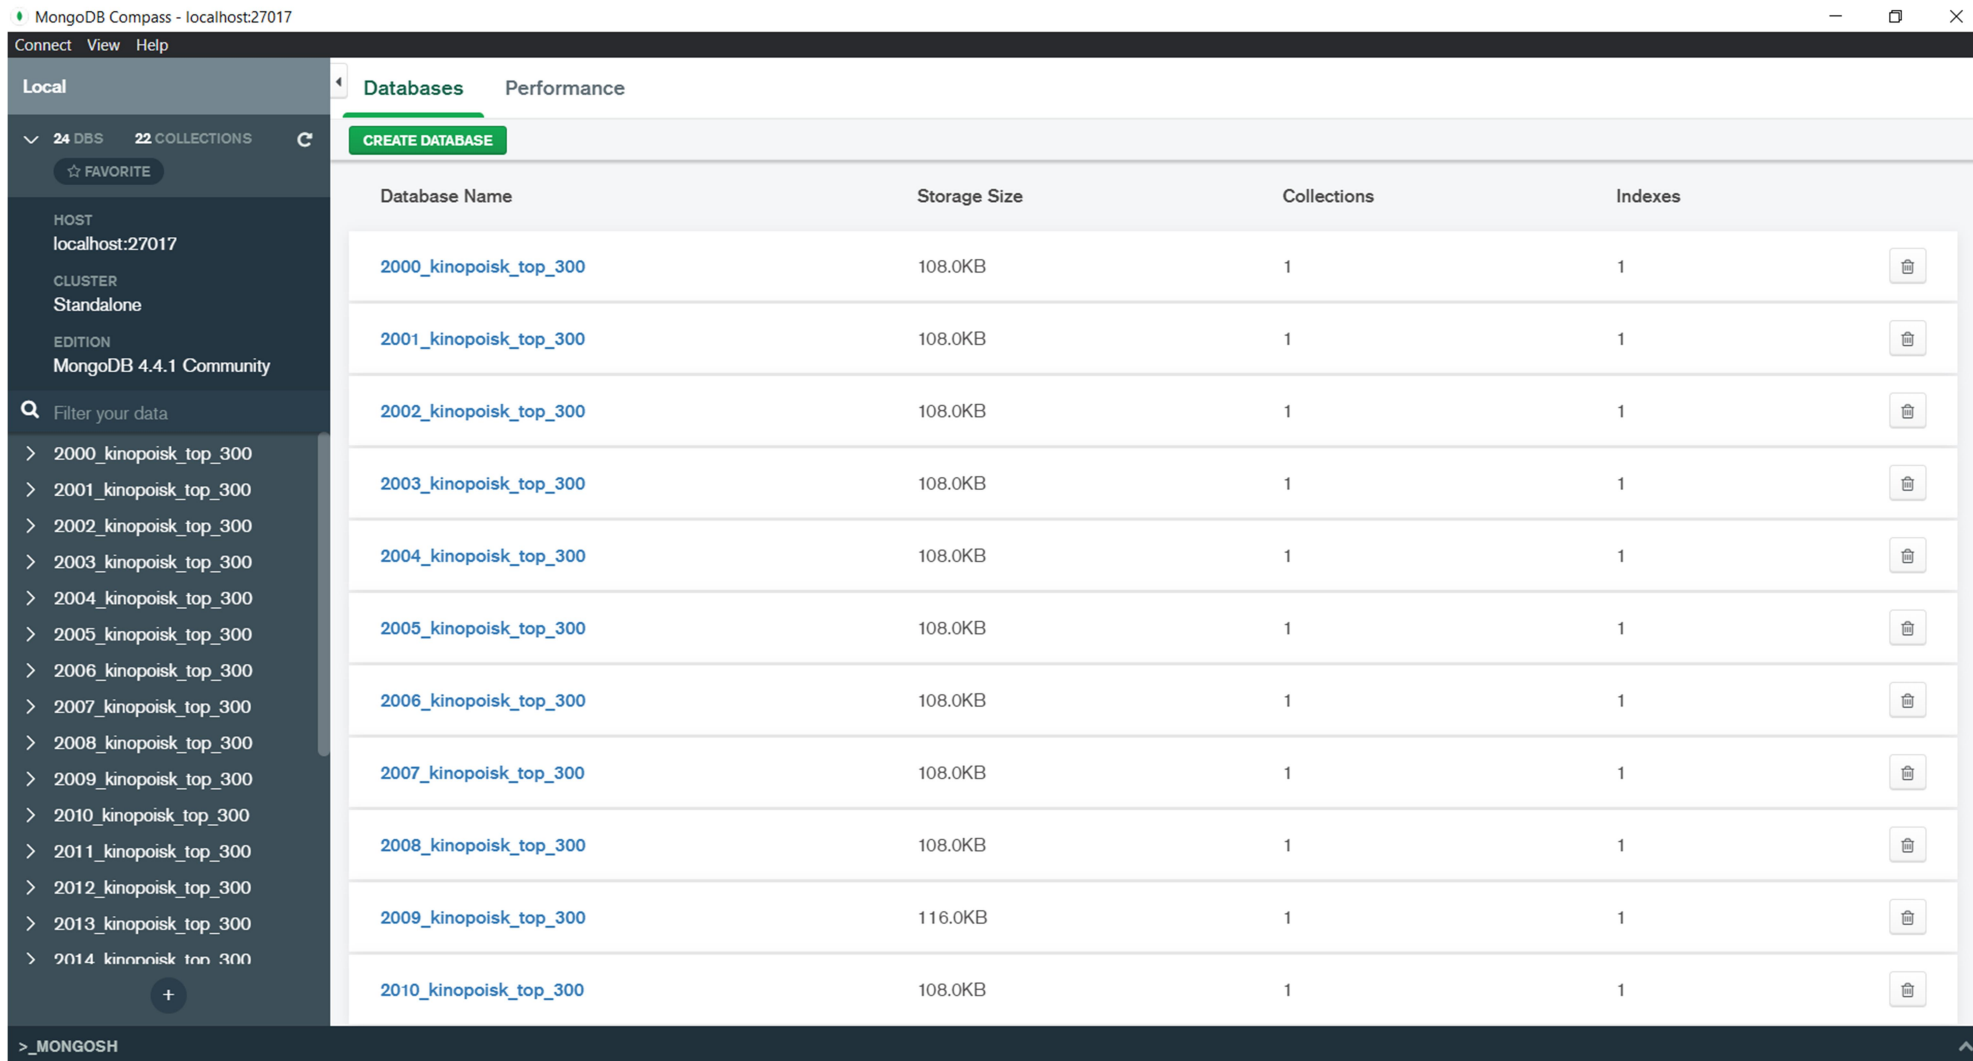 MongoDB Compass - localhost:27017
Connect View Help
Local
24 DBS 22 COLLECTIONS
FAVORITE
HOST
localhost:27017
CLUSTER
Standalone
EDITION
MongoDB 4.4.1 Community
Filter your data
2000_kinopoisk_top_300
2001_kinopoisk_top_300
2002_kinopoisk_top_300
2003_kinopoisk_top_300
2004_kinopoisk_top_300
2005_kinopoisk_top_300
2006_kinopoisk_top_300
2007_kinopoisk_top_300
2008_kinopoisk_top_300
2009_kinopoisk_top_300
2010_kinopoisk_top_300
2011_kinopoisk_top_300
2012_kinopoisk_top_300
2013_kinopoisk_top_300
2014_kinopoisk_top_300
+
Databases Performance
CREATE DATABASE
Database Name Storage Size Collections Indexes
2000_kinopoisk_top_300 108.0KB 1 1
2001_kinopoisk_top_300 108.0KB 1 1
2002_kinopoisk_top_300 108.0KB 1 1
2003_kinopoisk_top_300 108.0KB 1 1
2004_kinopoisk_top_300 108.0KB 1 1
2005_kinopoisk_top_300 108.0KB 1 1
2006_kinopoisk_top_300 108.0KB 1 1
2007_kinopoisk_top_300 108.0KB 1 1
2008_kinopoisk_top_300 108.0KB 1 1
2009_kinopoisk_top_300 116.0KB 1 1
2010_kinopoisk_top_300 108.0KB 1 1
>_MONGOSH